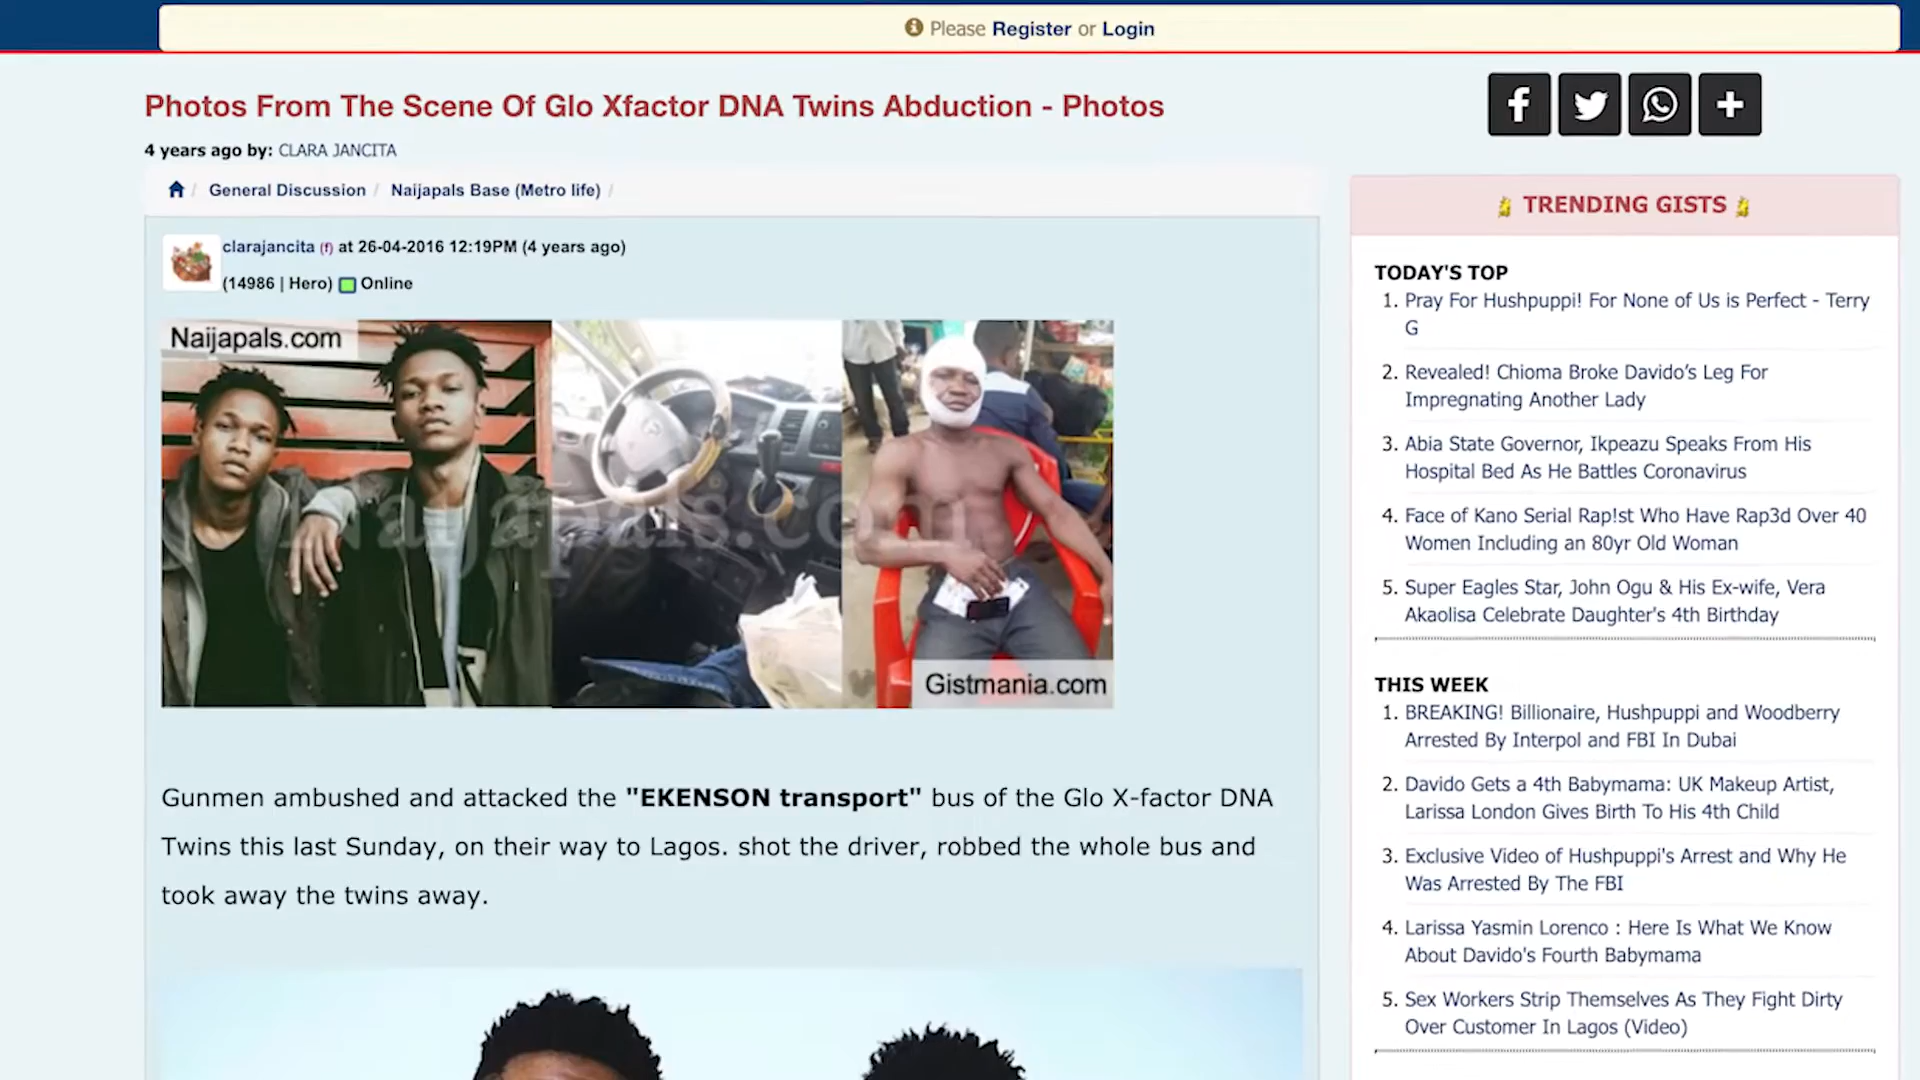 Please Register or Login
Photos From The Scene Of Glo Xfactor DNA Twins Abduction - Photos
4 years ago by: CLARA JANCITA
General Discussion / Naijapals Base (Metro life) /
clarajancita (f) at 26-04-2016 12:19PM (4 years ago)
(14986 | Hero) Online
Naijapals.com
Naijapals.com
Gistmania.com
Gunmen ambushed and attacked the "EKENSON transport" bus of the Glo X-factor DNA
Twins this last Sunday, on their way to Lagos. shot the driver, robbed the whole bus and
took away the twins away.
TRENDING GISTS
TODAY'S TOP
1. Pray For Hushpuppi! For None of Us is Perfect - Terry
G
2. Revealed! Chioma Broke Davido’s Leg For
Impregnating Another Lady
3. Abia State Governor, Ikpeazu Speaks From His
Hospital Bed As He Battles Coronavirus
4. Face of Kano Serial Rap!st Who Have Rap3d Over 40
Women Including an 80yr Old Woman
5. Super Eagles Star, John Ogu & His Ex-wife, Vera
Akaolisa Celebrate Daughter's 4th Birthday
THIS WEEK
1. BREAKING! Billionaire, Hushpuppi and Woodberry
Arrested By Interpol and FBI In Dubai
2. Davido Gets a 4th Babymama: UK Makeup Artist,
Larissa London Gives Birth To His 4th Child
3. Exclusive Video of Hushpuppi's Arrest and Why He
Was Arrested By The FBI
4. Larissa Yasmin Lorenco : Here Is What We Know
About Davido's Fourth Babymama
5. Sex Workers Strip Themselves As They Fight Dirty
Over Customer In Lagos (Video)